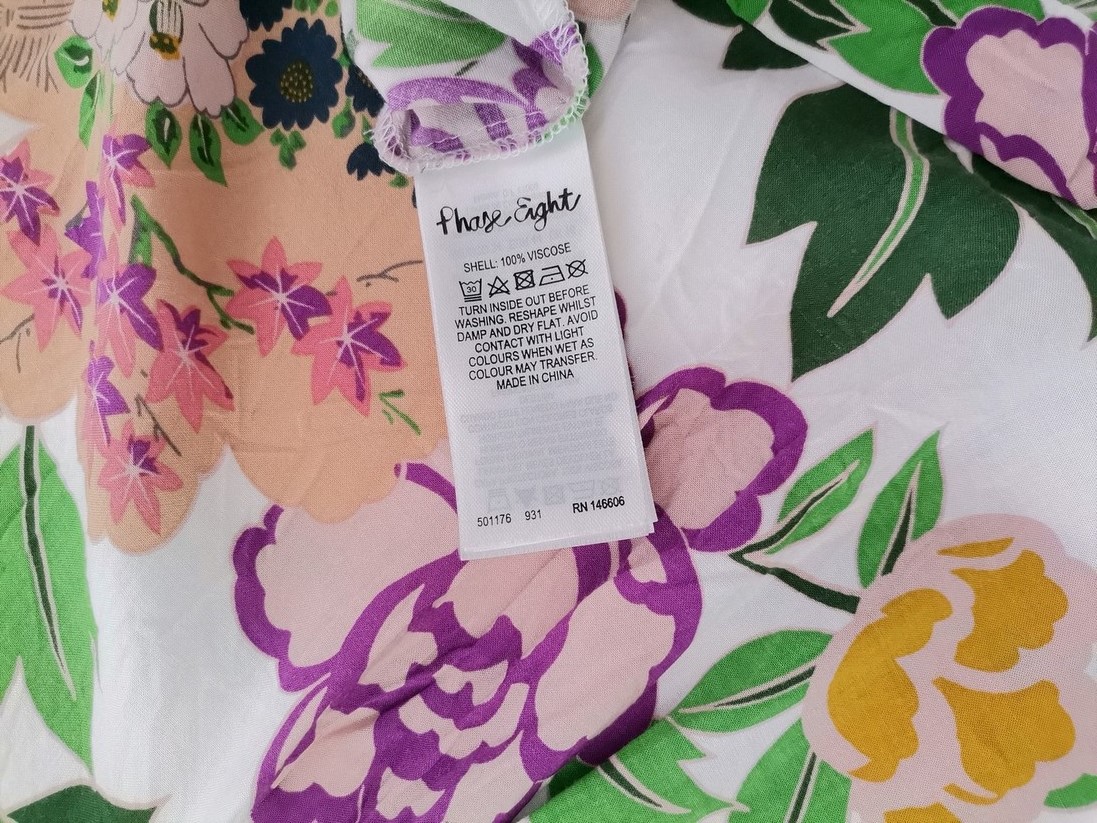 Phase Eight
SHELL: 100% VISCOSE
30
TURN INSIDE OUT BEFORE
WASHING. RESHAPE WHILST
DAMP AND DRY FLAT. AVOID
CONTACT WITH LIGHT
COLOURS WHEN WET AS
COLOUR MAY TRANSFER.
MADE IN CHINA
501176 931 RN 146606